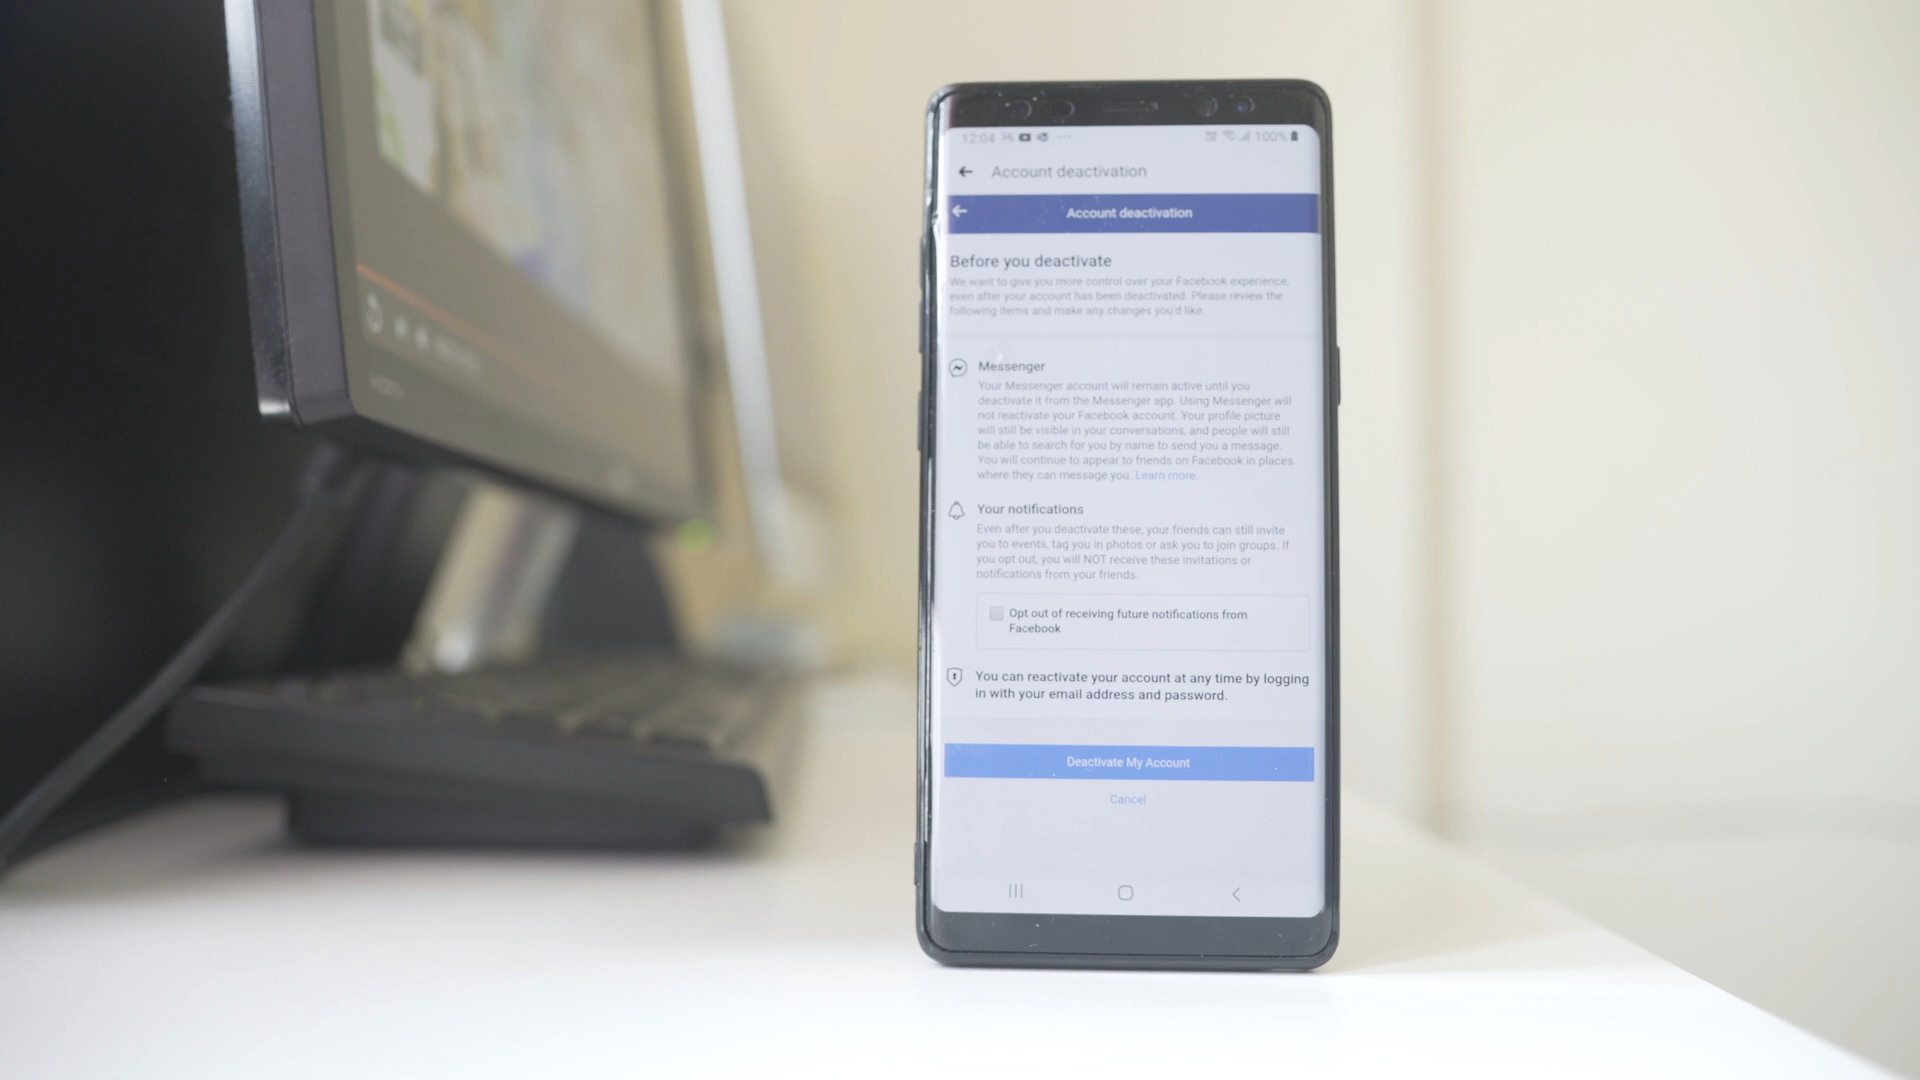 12:04
100%
Account deactivation
Account deactivation
Before you deactivate
We want to give you more control over your Facebook experience,
even after your account has been deactivated. Please review the
following items and make any changes you'd like.
Messenger
Your Messenger account will remain active until you
deactivate it from the Messenger app. Using Messenger will
not reactivate your Facebook account. Your profile picture
will still be visible in your conversations, and people will still
be able to search for you by name to send you a message.
You will continue to appear to friends on Facebook in places
where they can message you. Learn more.
Your notifications
Even after you deactivate these, your friends can still invite
you to events, tag you in photos or ask you to join groups. If
you opt out, you will NOT receive these invitations or
notifications from your friends.
Opt out of receiving future notifications from
Facebook
You can reactivate your account at any time by logging
in with your email address and password.
Deactivate My Account
Cancel